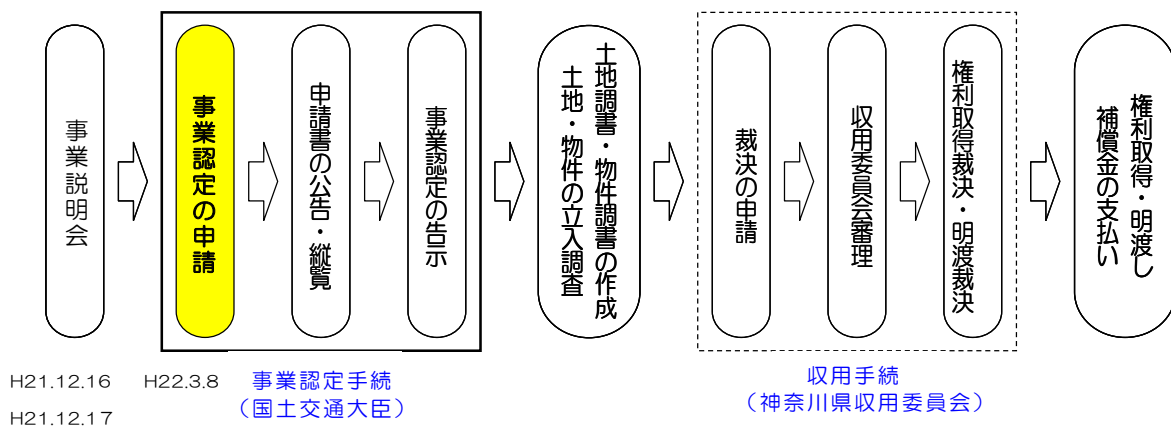 事業説明会
事業認定の申請
申請書の公告・縦覧
事業認定の告示
土地調書・物件調書の作成
土地・物件の立入調査
裁決の申請
収用委員会審理
権利取得裁決・明渡裁決
権利取得・明渡し
補償金の支払い
H21.12.16
H21.12.17
H22.3.8
事業認定手続
（国土交通大臣）
収用手続
（神奈川県収用委員会）